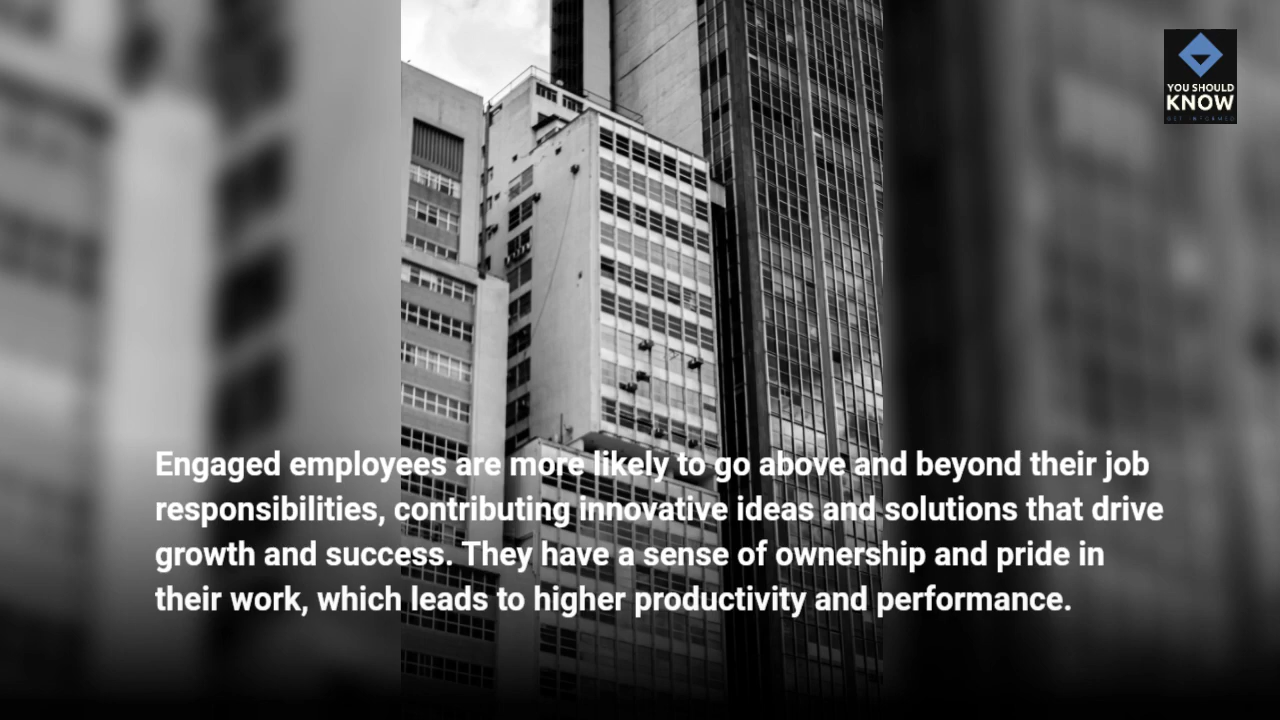 YOU SHOULD
KNOW
GET INFORMED
Engaged employees are more likely to go above and beyond their job
responsibilities, contributing innovative ideas and solutions that drive
growth and success. They have a sense of ownership and pride in
their work, which leads to higher productivity and performance.